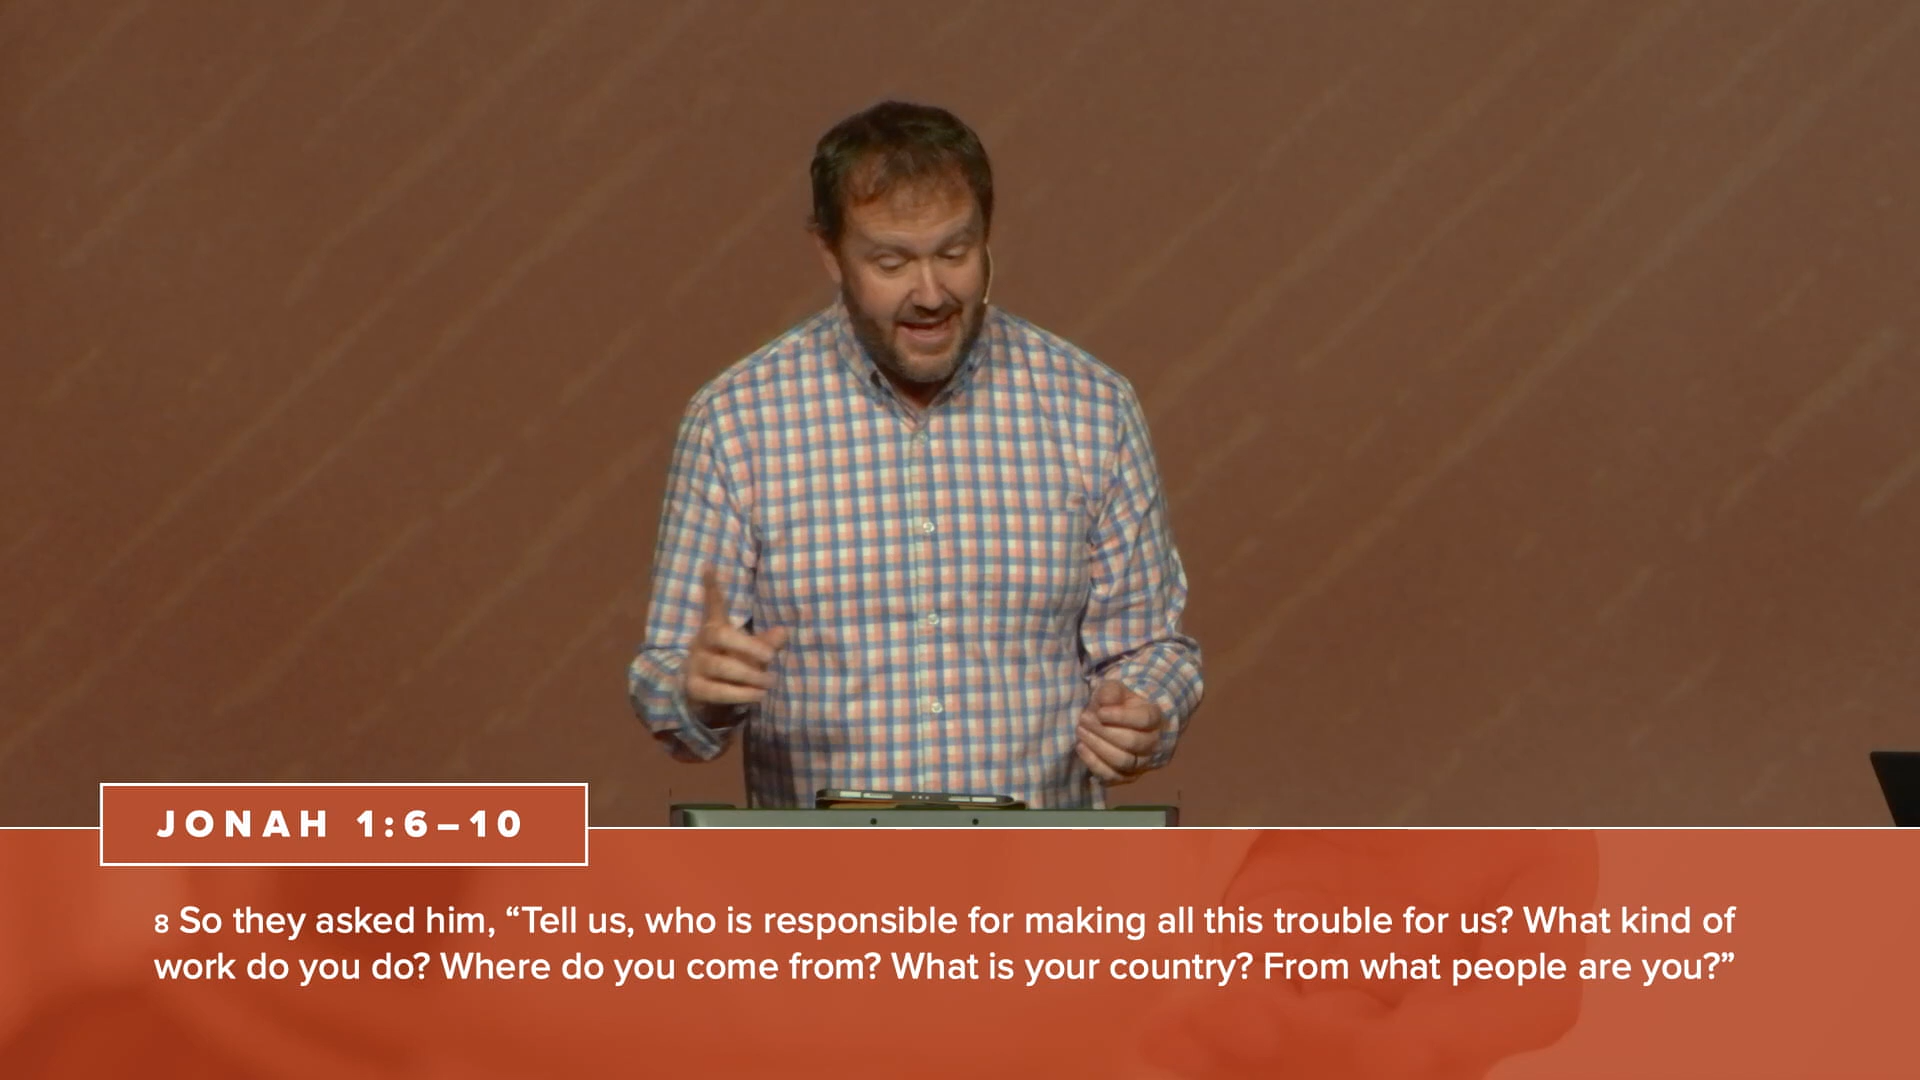 JONAH 1:6–10
8 So they asked him, “Tell us, who is responsible for making all this trouble for us? What kind of
work do you do? Where do you come from? What is your country? From what people are you?”